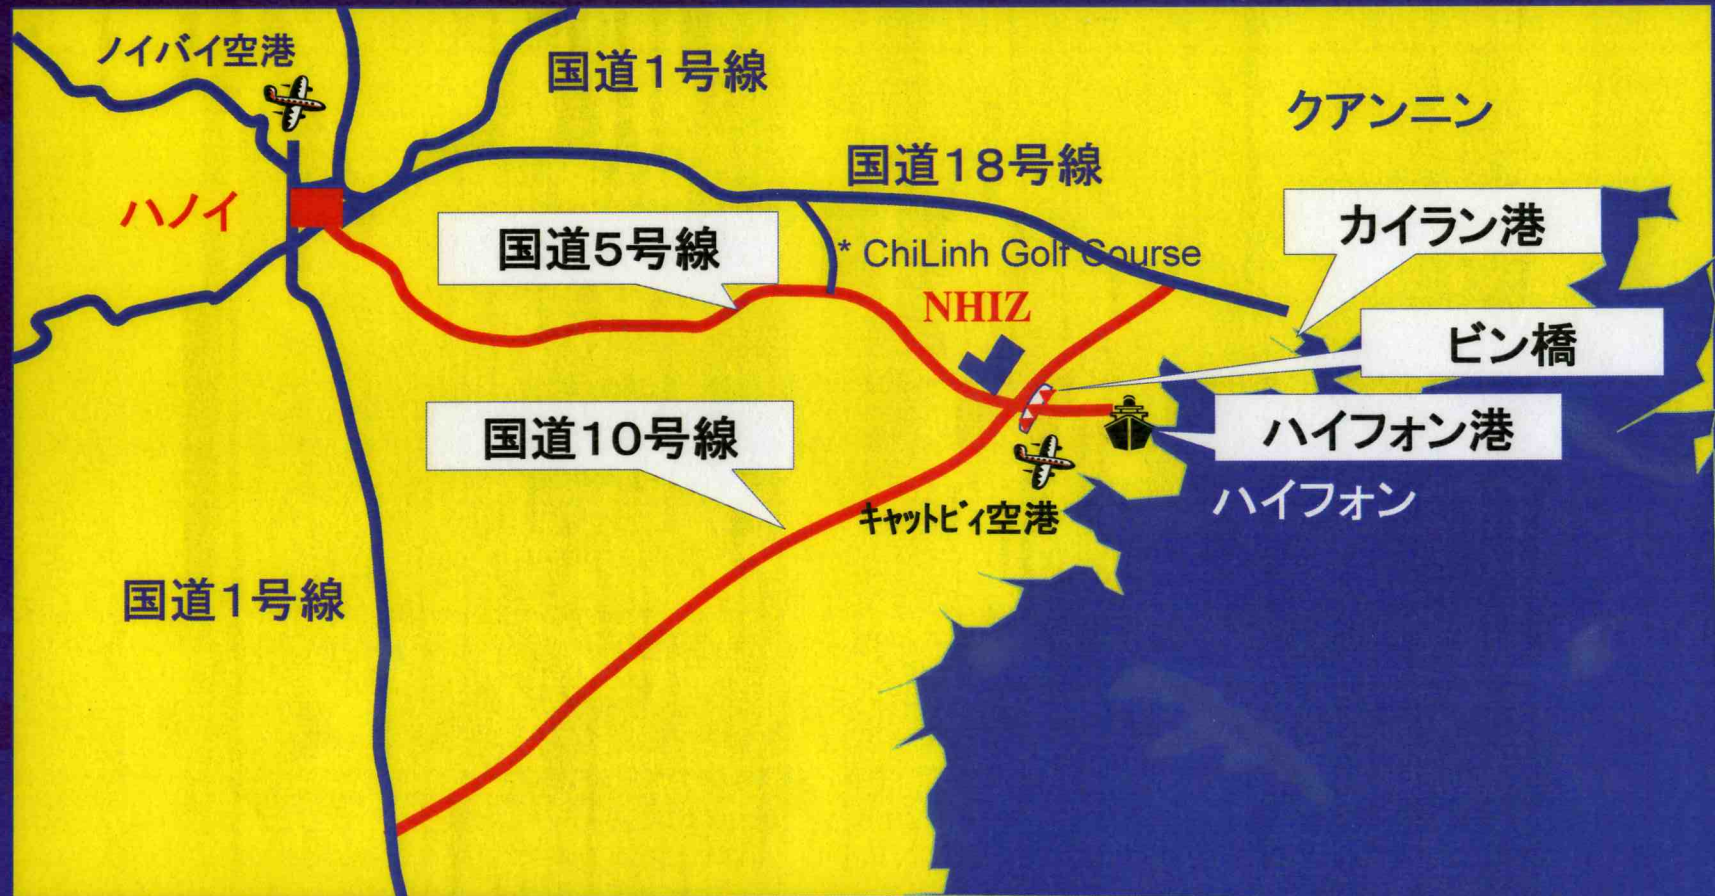 ノイバイ空港
国道1号線
クアンニン
国道18号線
ハノイ
カイラン港
国道5号線
* ChiLinh Golf Course
NHIZ
ビン橋
国道10号線
ハイフォン港
ハイフォン
ｷｬｯﾄﾋﾞｨ空港
国道1号線